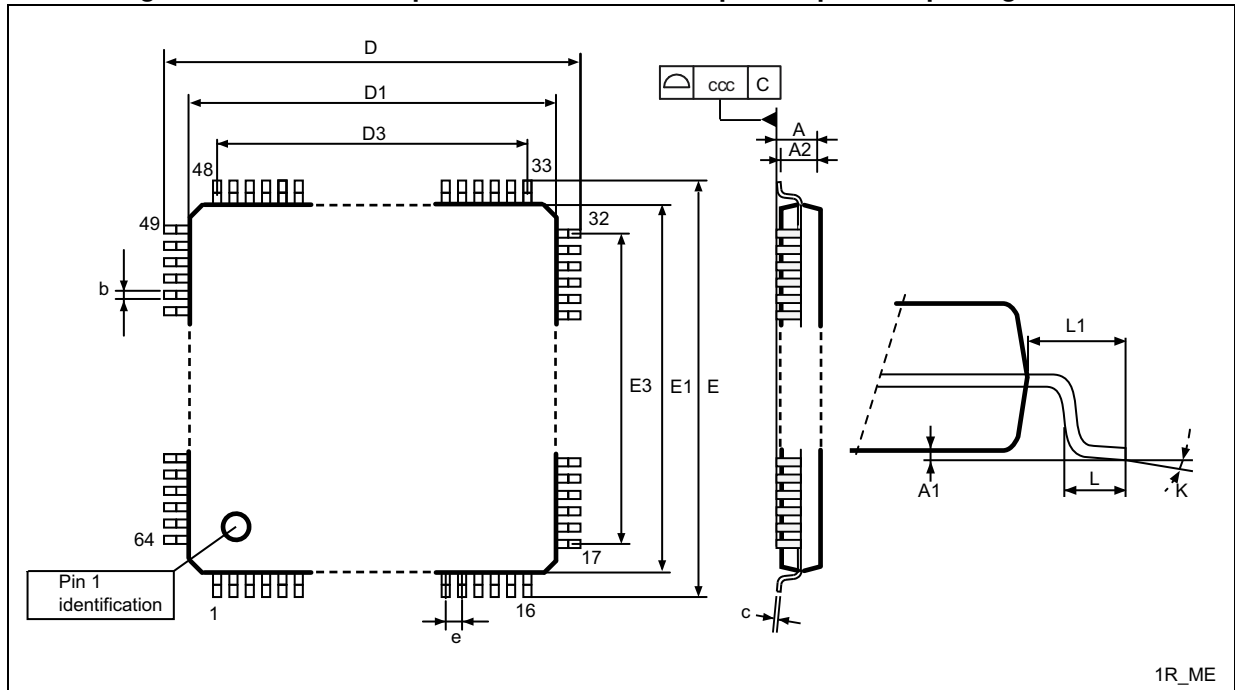 D
D1
D3
ccc C
A
A2
48
33
49
32
b
L1
E3
E1
E
A1
L
K
64
17
Pin 1
identification
1
16
c
e
1R_ME